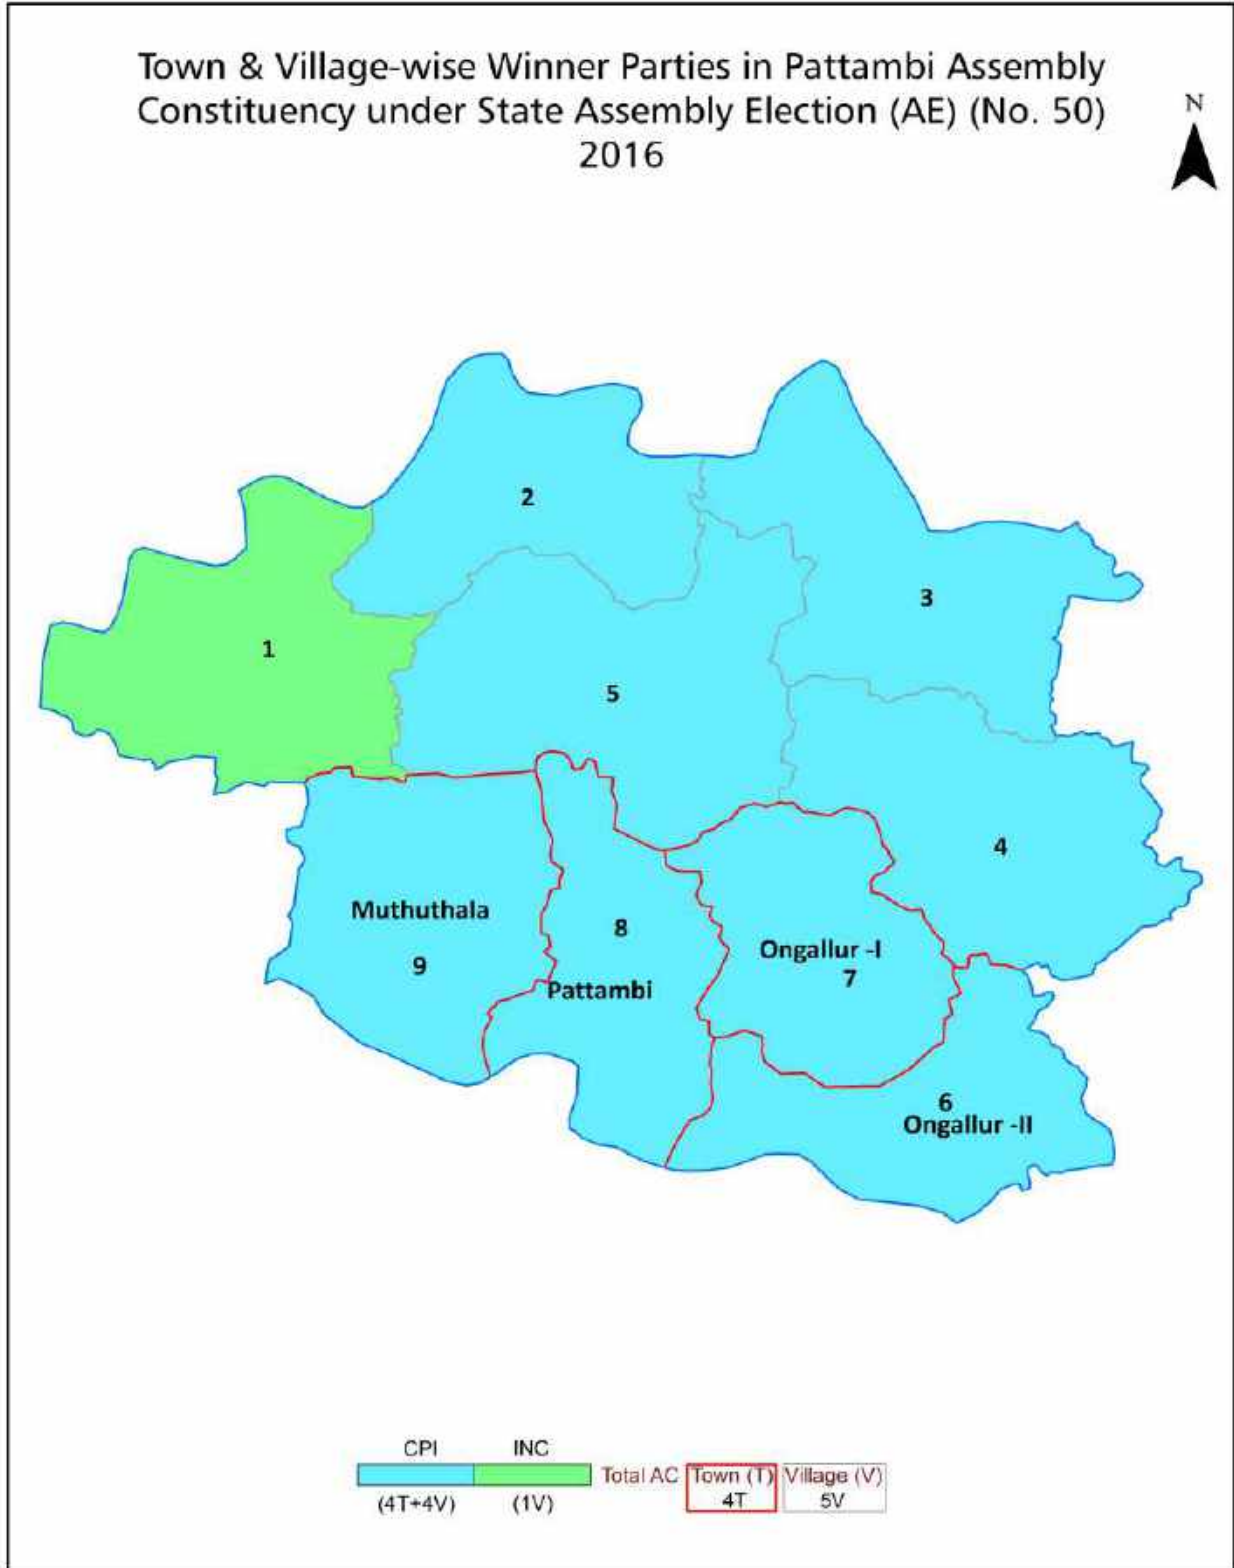 Town & Village-wise Winner Parties in Pattambi Assembly
Constituency under State Assembly Election (AE) (No. 50)
2016
N
2
3
1
5
4
Muthuthala
9
8
Pattambi
Ongallur -I
7
6
Ongallur -II
CPI INC
Total AC Town (T) Village (V)
(4T+4V) (1V) 4T 5V